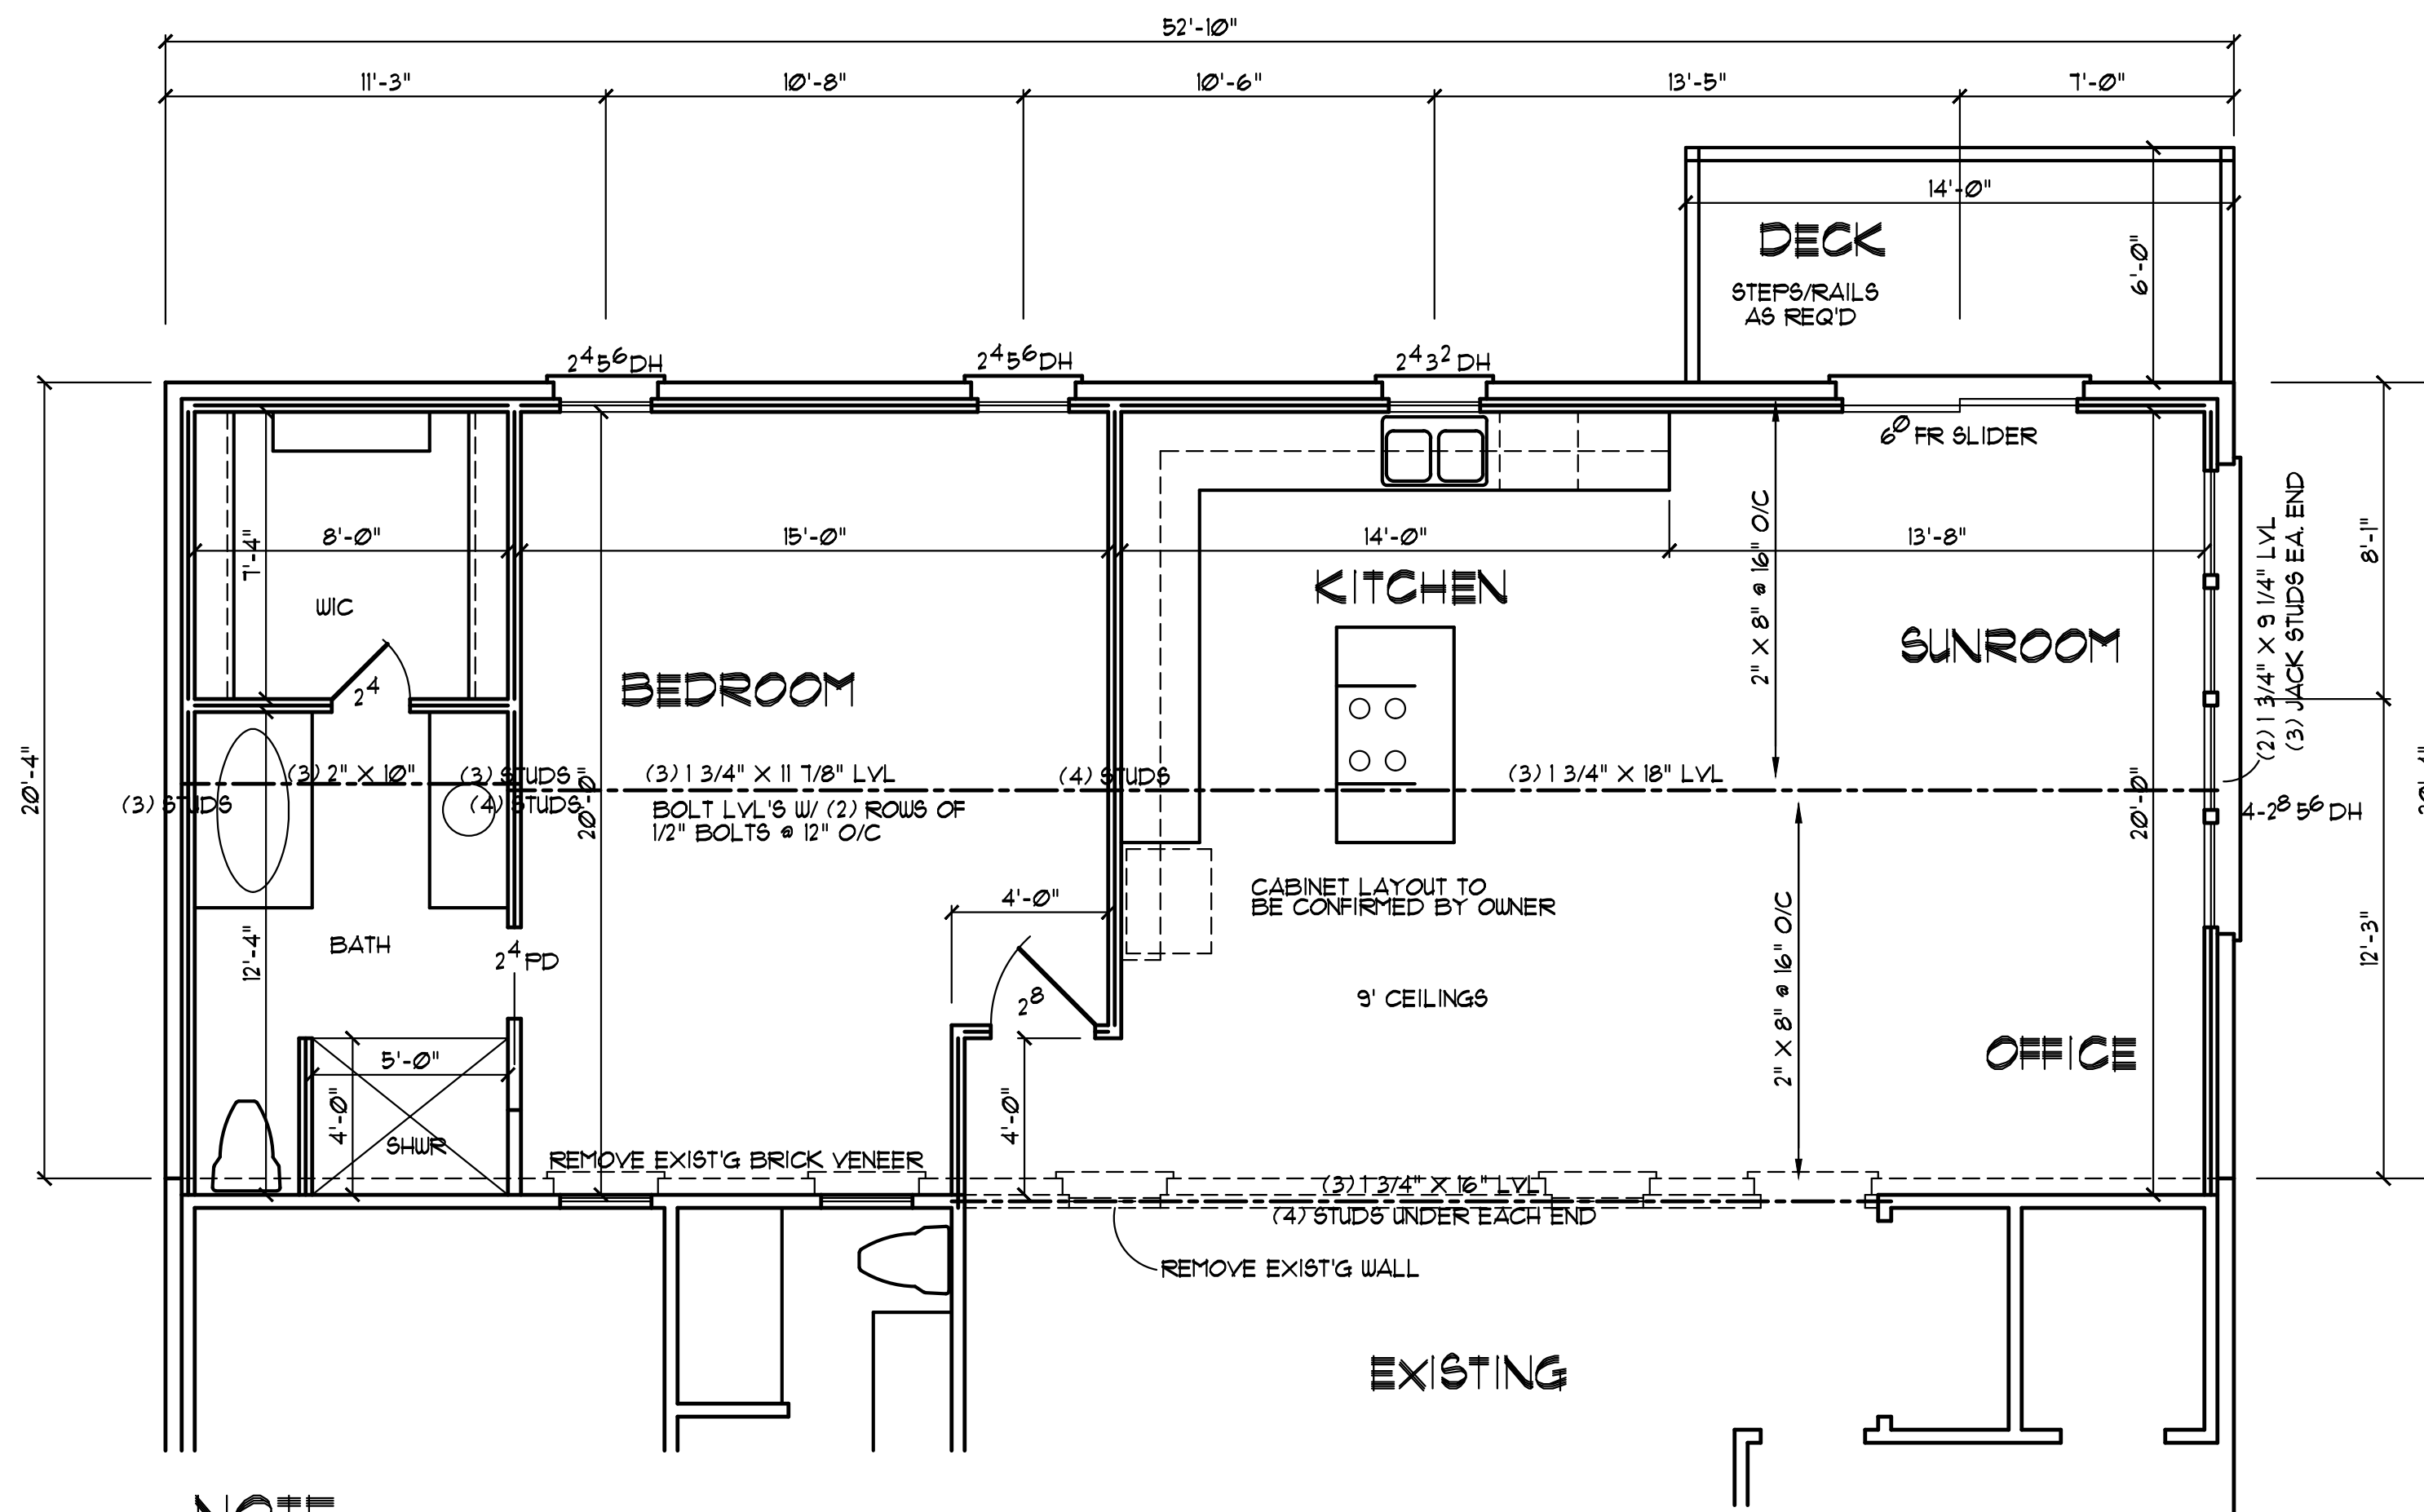 52'-10"
11'-3"
10'-8"
10'-6"
13'-5"
7'-0"
14'-0"
DECK
STEPS/RAILS
AS REQ'D
6'-0"
2⁴5⁶DH
2⁴5⁶DH
2⁴3² DH
6⁰ FR SLIDER
8'-0"
15'-0"
14'-0"
13'-8"
7'-4"
WIC
2⁴
KITCHEN
2" X 8" @ 16" O/C
SUNROOM
(2) 1 3/4" X 9 1/4" LVL
(3) JACK STUDS EA. END
8'-1"
BEDROOM
20'-4"
(3) 2" X 10"
(3) STUDS
(3) STUDS
(4) STUDS
20'-0"
(3) 1 3/4" X 11 7/8" LVL
BOLT LVL'S W/ (2) ROWS OF
1/2" BOLTS @ 12" O/C
(4) STUDS
(3) 1 3/4" X 18" LVL
20'-0"
4-2⁸ 5⁶ DH
CABINET LAYOUT TO
BE CONFIRMED BY OWNER
4'-0"
2" X 8" @ 16" O/C
12'-3"
BATH
12'-4"
2⁴ PD
2⁸
9' CEILINGS
OFFICE
5'-0"
4'-0"
SHWR
4'-0"
REMOVE EXIST'G BRICK VENEER
(3) 1 3/4" X 16" LVL
(4) STUDS UNDER EACH END
REMOVE EXIST'G WALL
EXISTING
NOTE